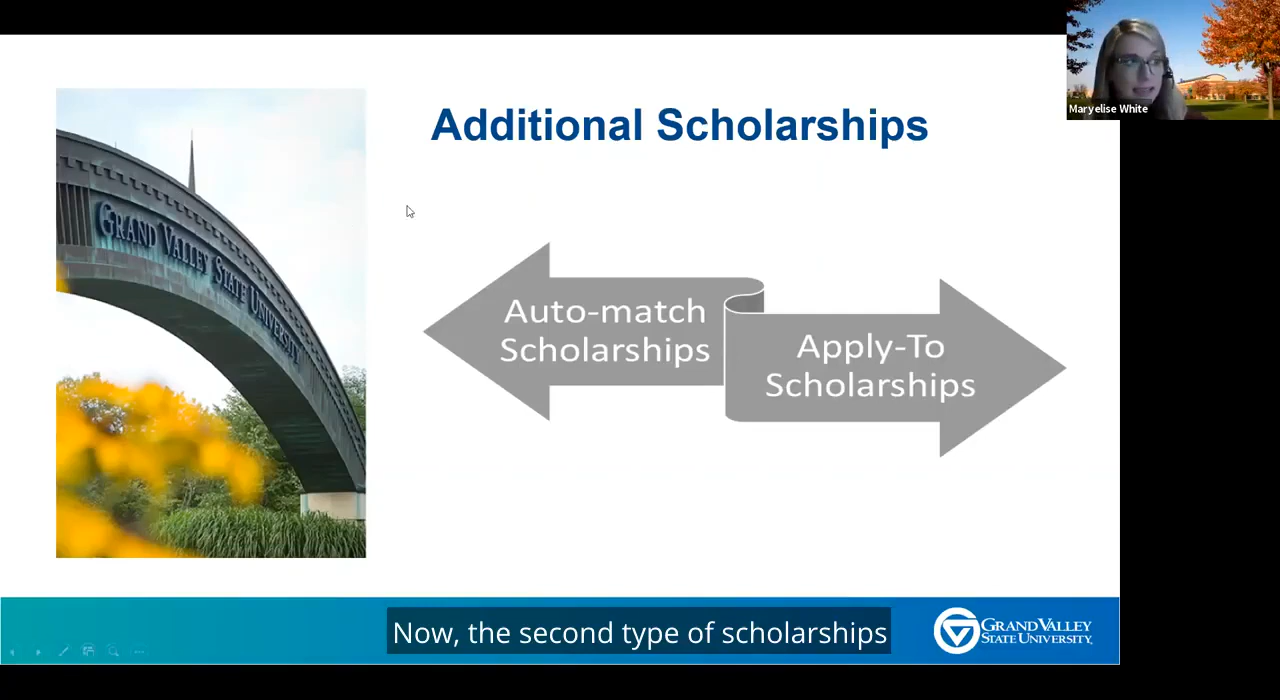 Maryelise White
Additional Scholarships
GRAND VALLEY STATE UNIVERSITY
Auto-match
Scholarships
Apply-To
Scholarships
Now, the second type of scholarships
GRAND VALLEY
STATE UNIVERSITY.